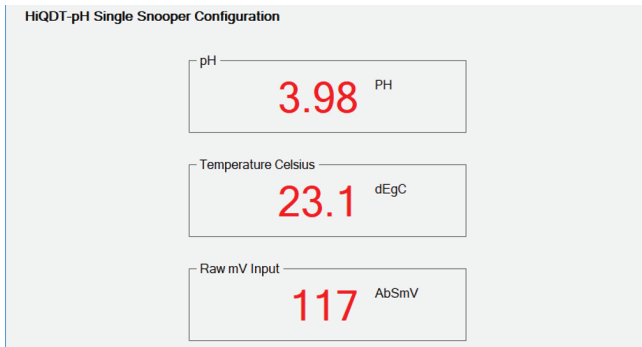 HiQDT-pH Single Snooper Configuration
pH
3.98 PH
Temperature Celsius
23.1 dEgC
Raw mV Input
117 AbSmV